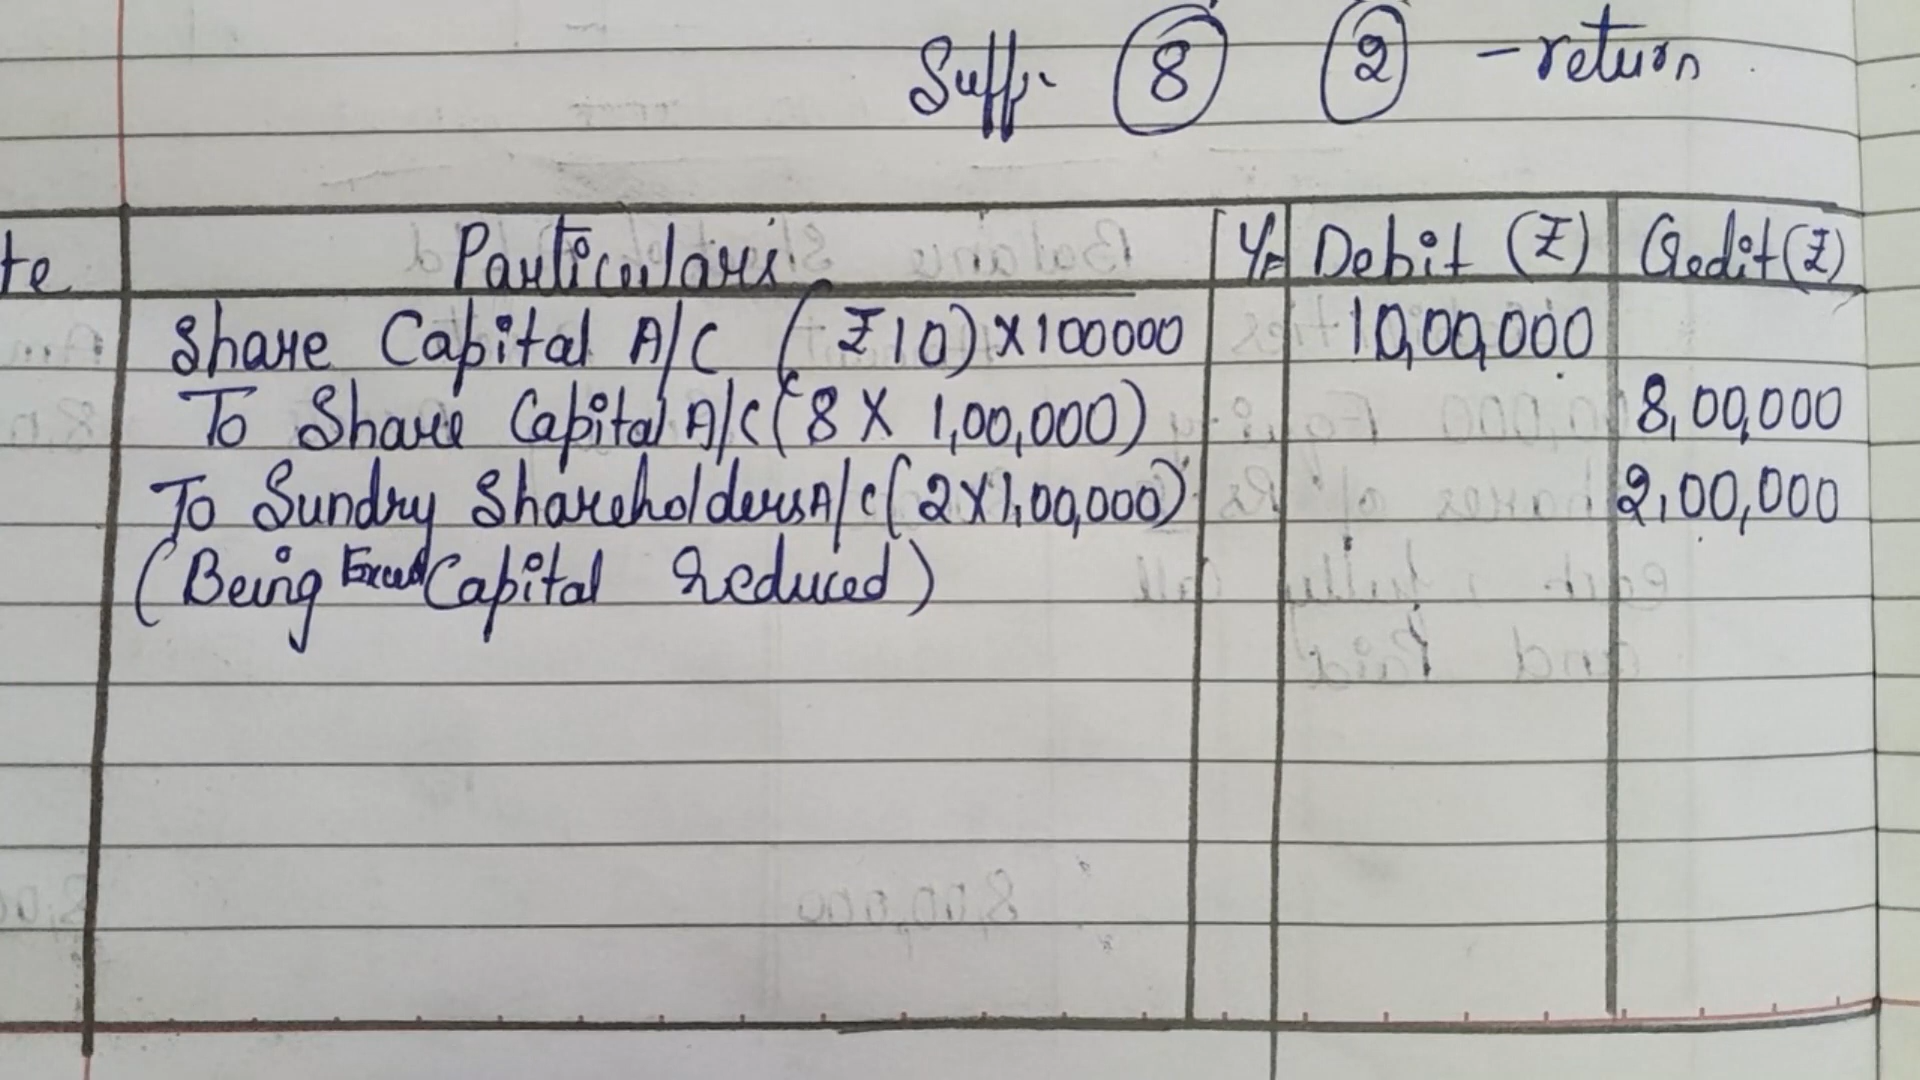 Suff:- 8 2 - return
te Particulars L/F Debit (₹) Credit (₹)
Share Capital A/C (₹10) × 100000 10,00,000
To Share Capital A/C (8 × 1,00,000) 8,00,000
To Sundry Shareholders A/C (2 × 1,00,000) 2,00,000
(Being Excess Capital reduced)